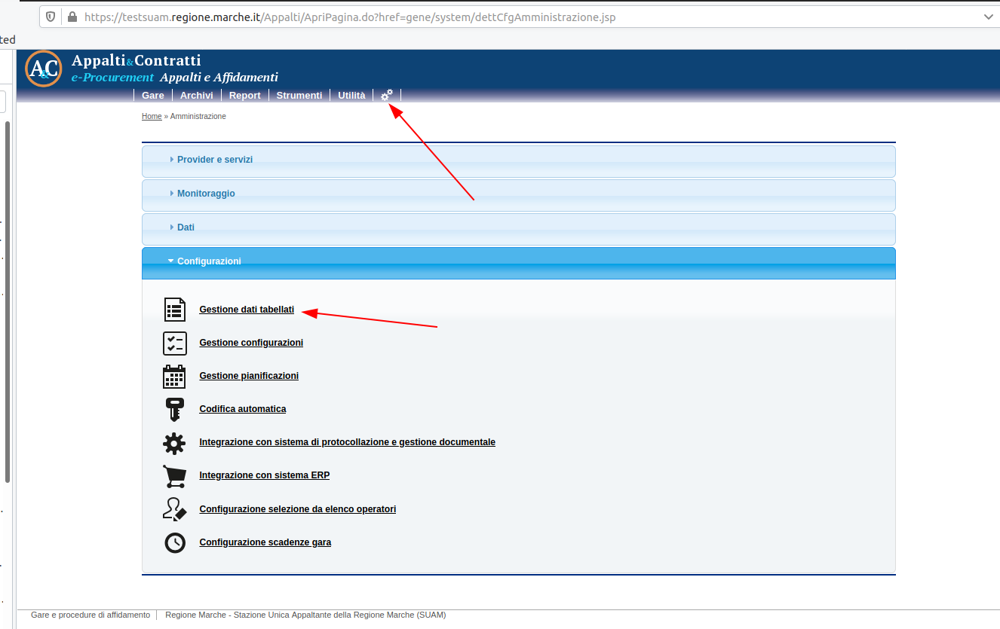 https://testsuam.regione.marche.it/Appalti/ApriPagina.do?href=gene/system/dettCfgAmministrazione.jsp
ted
A&C
Appalti&Contratti
e-Procurement Appalti e Affidamenti
Gare Archivi Report Strumenti Utilità
Home » Amministrazione
Provider e servizi
Monitoraggio
Dati
Configurazioni
Gestione dati tabellati
Gestione configurazioni
Gestione pianificazioni
Codifica automatica
Integrazione con sistema di protocollazione e gestione documentale
Integrazione con sistema ERP
Configurazione selezione da elenco operatori
Configurazione scadenze gara
Gare e procedure di affidamento Regione Marche - Stazione Unica Appaltante della Regione Marche (SUAM)